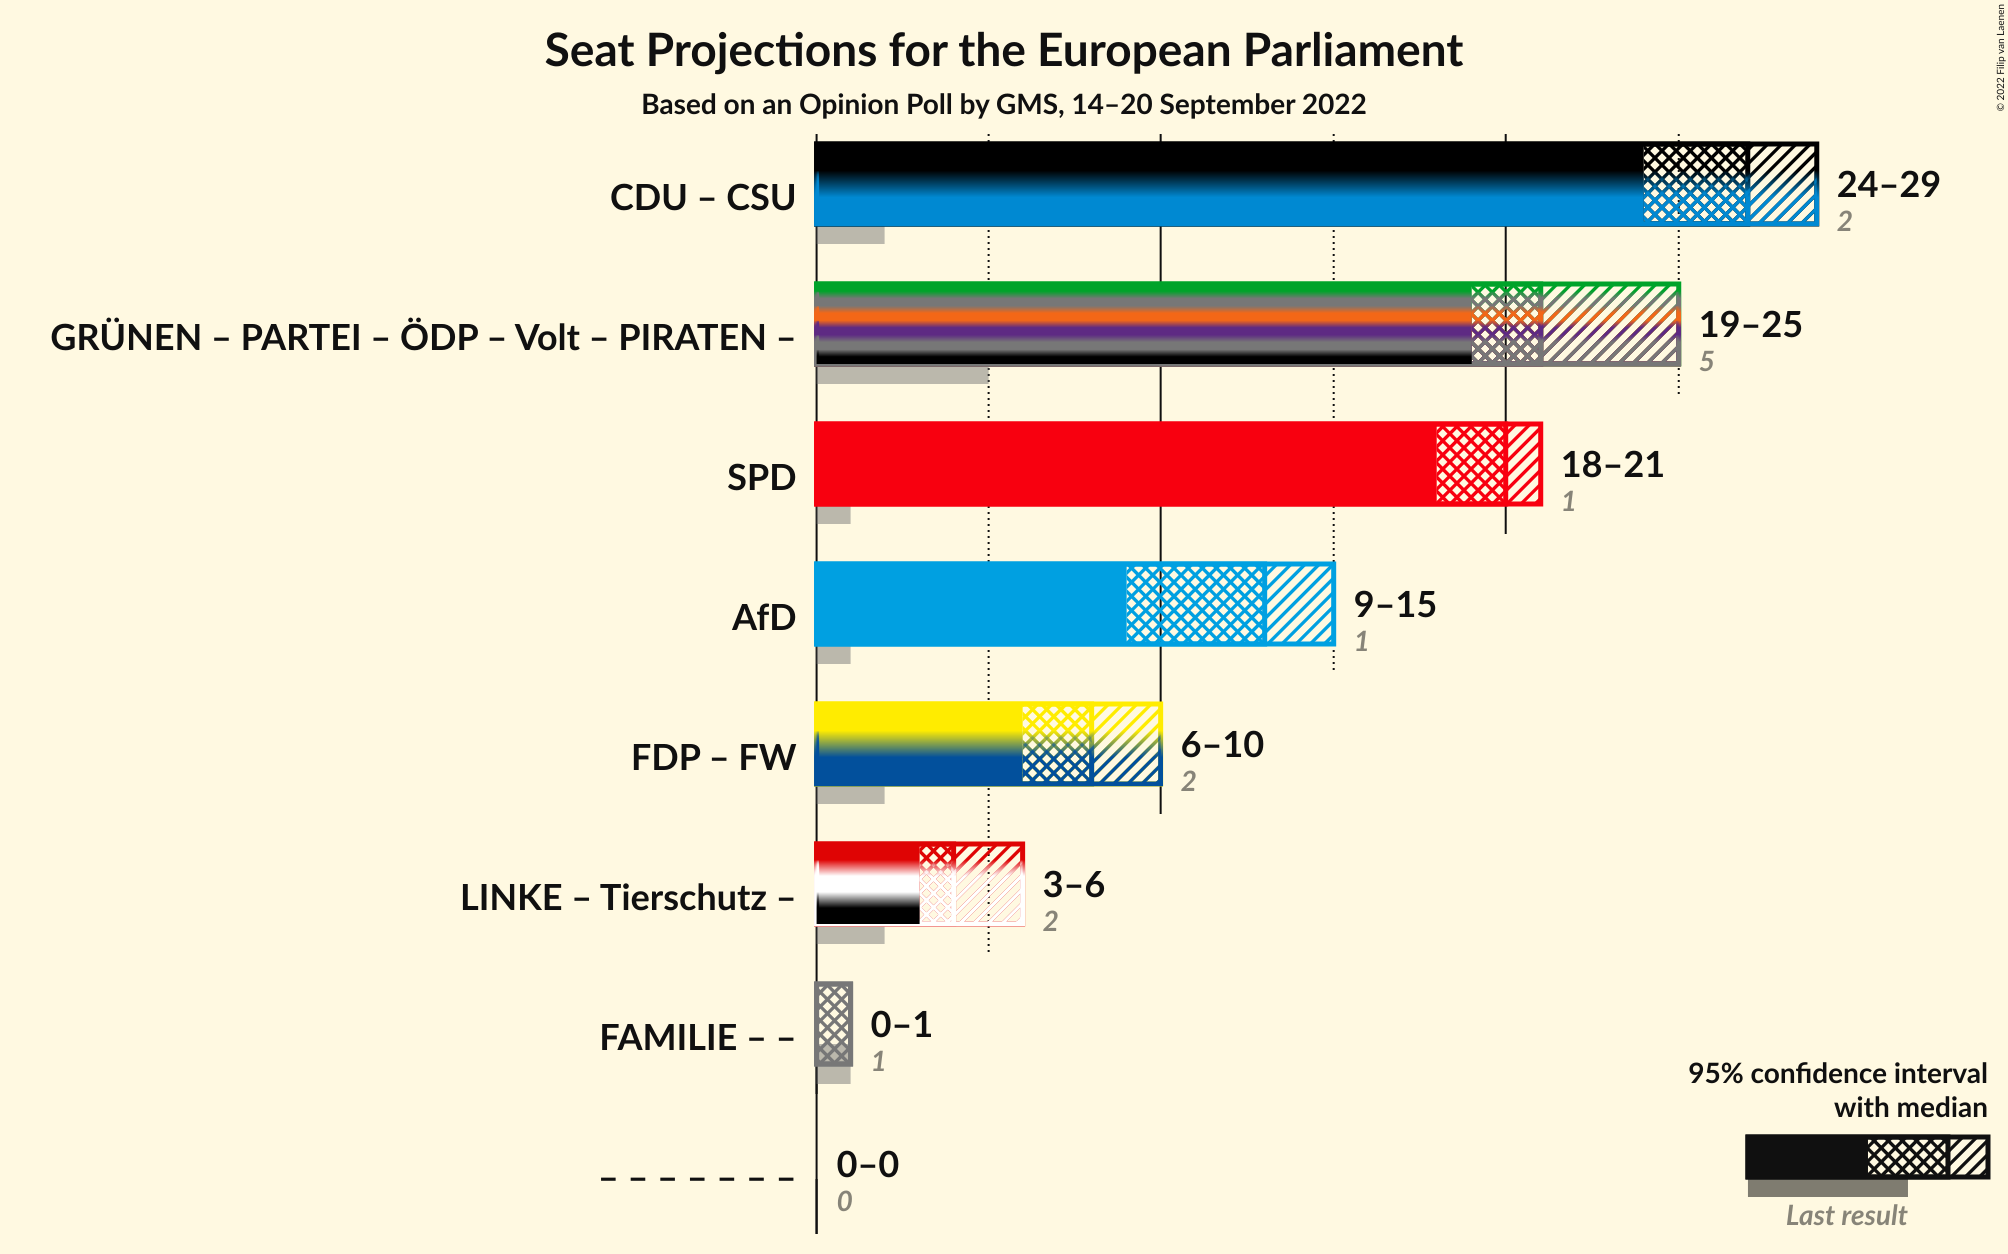 Seat Projections for the European Parliament
Based on an Opinion Poll by GMS, 14–20 September 2022
© 2022 Filip van Laenen
CDU – CSU
24–29
2
GRÜNEN – PARTEI – ÖDP – Volt – PIRATEN –
19–25
5
SPD
18–21
1
AfD
9–15
1
FDP – FW
6–10
2
LINKE – Tierschutz –
3–6
2
FAMILIE – –
0–1
1
– – – – – – –
0–0
0
95% confidence interval
with median
Last result